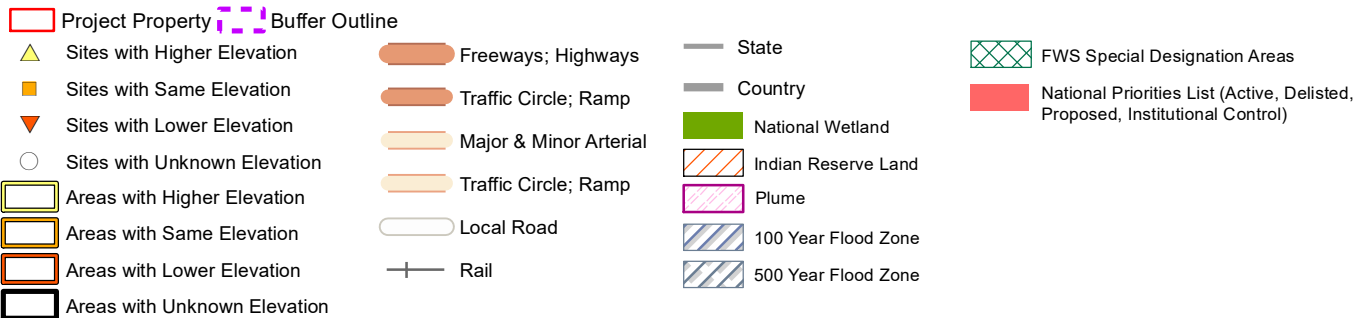 Project Property
Buffer Outline
Sites with Higher Elevation
Sites with Same Elevation
Sites with Lower Elevation
Sites with Unknown Elevation
Areas with Higher Elevation
Areas with Same Elevation
Areas with Lower Elevation
Areas with Unknown Elevation
Freeways; Highways
Traffic Circle; Ramp
Major & Minor Arterial
Traffic Circle; Ramp
Local Road
Rail
State
Country
National Wetland
Indian Reserve Land
Plume
100 Year Flood Zone
500 Year Flood Zone
FWS Special Designation Areas
National Priorities List (Active, Delisted,
Proposed, Institutional Control)